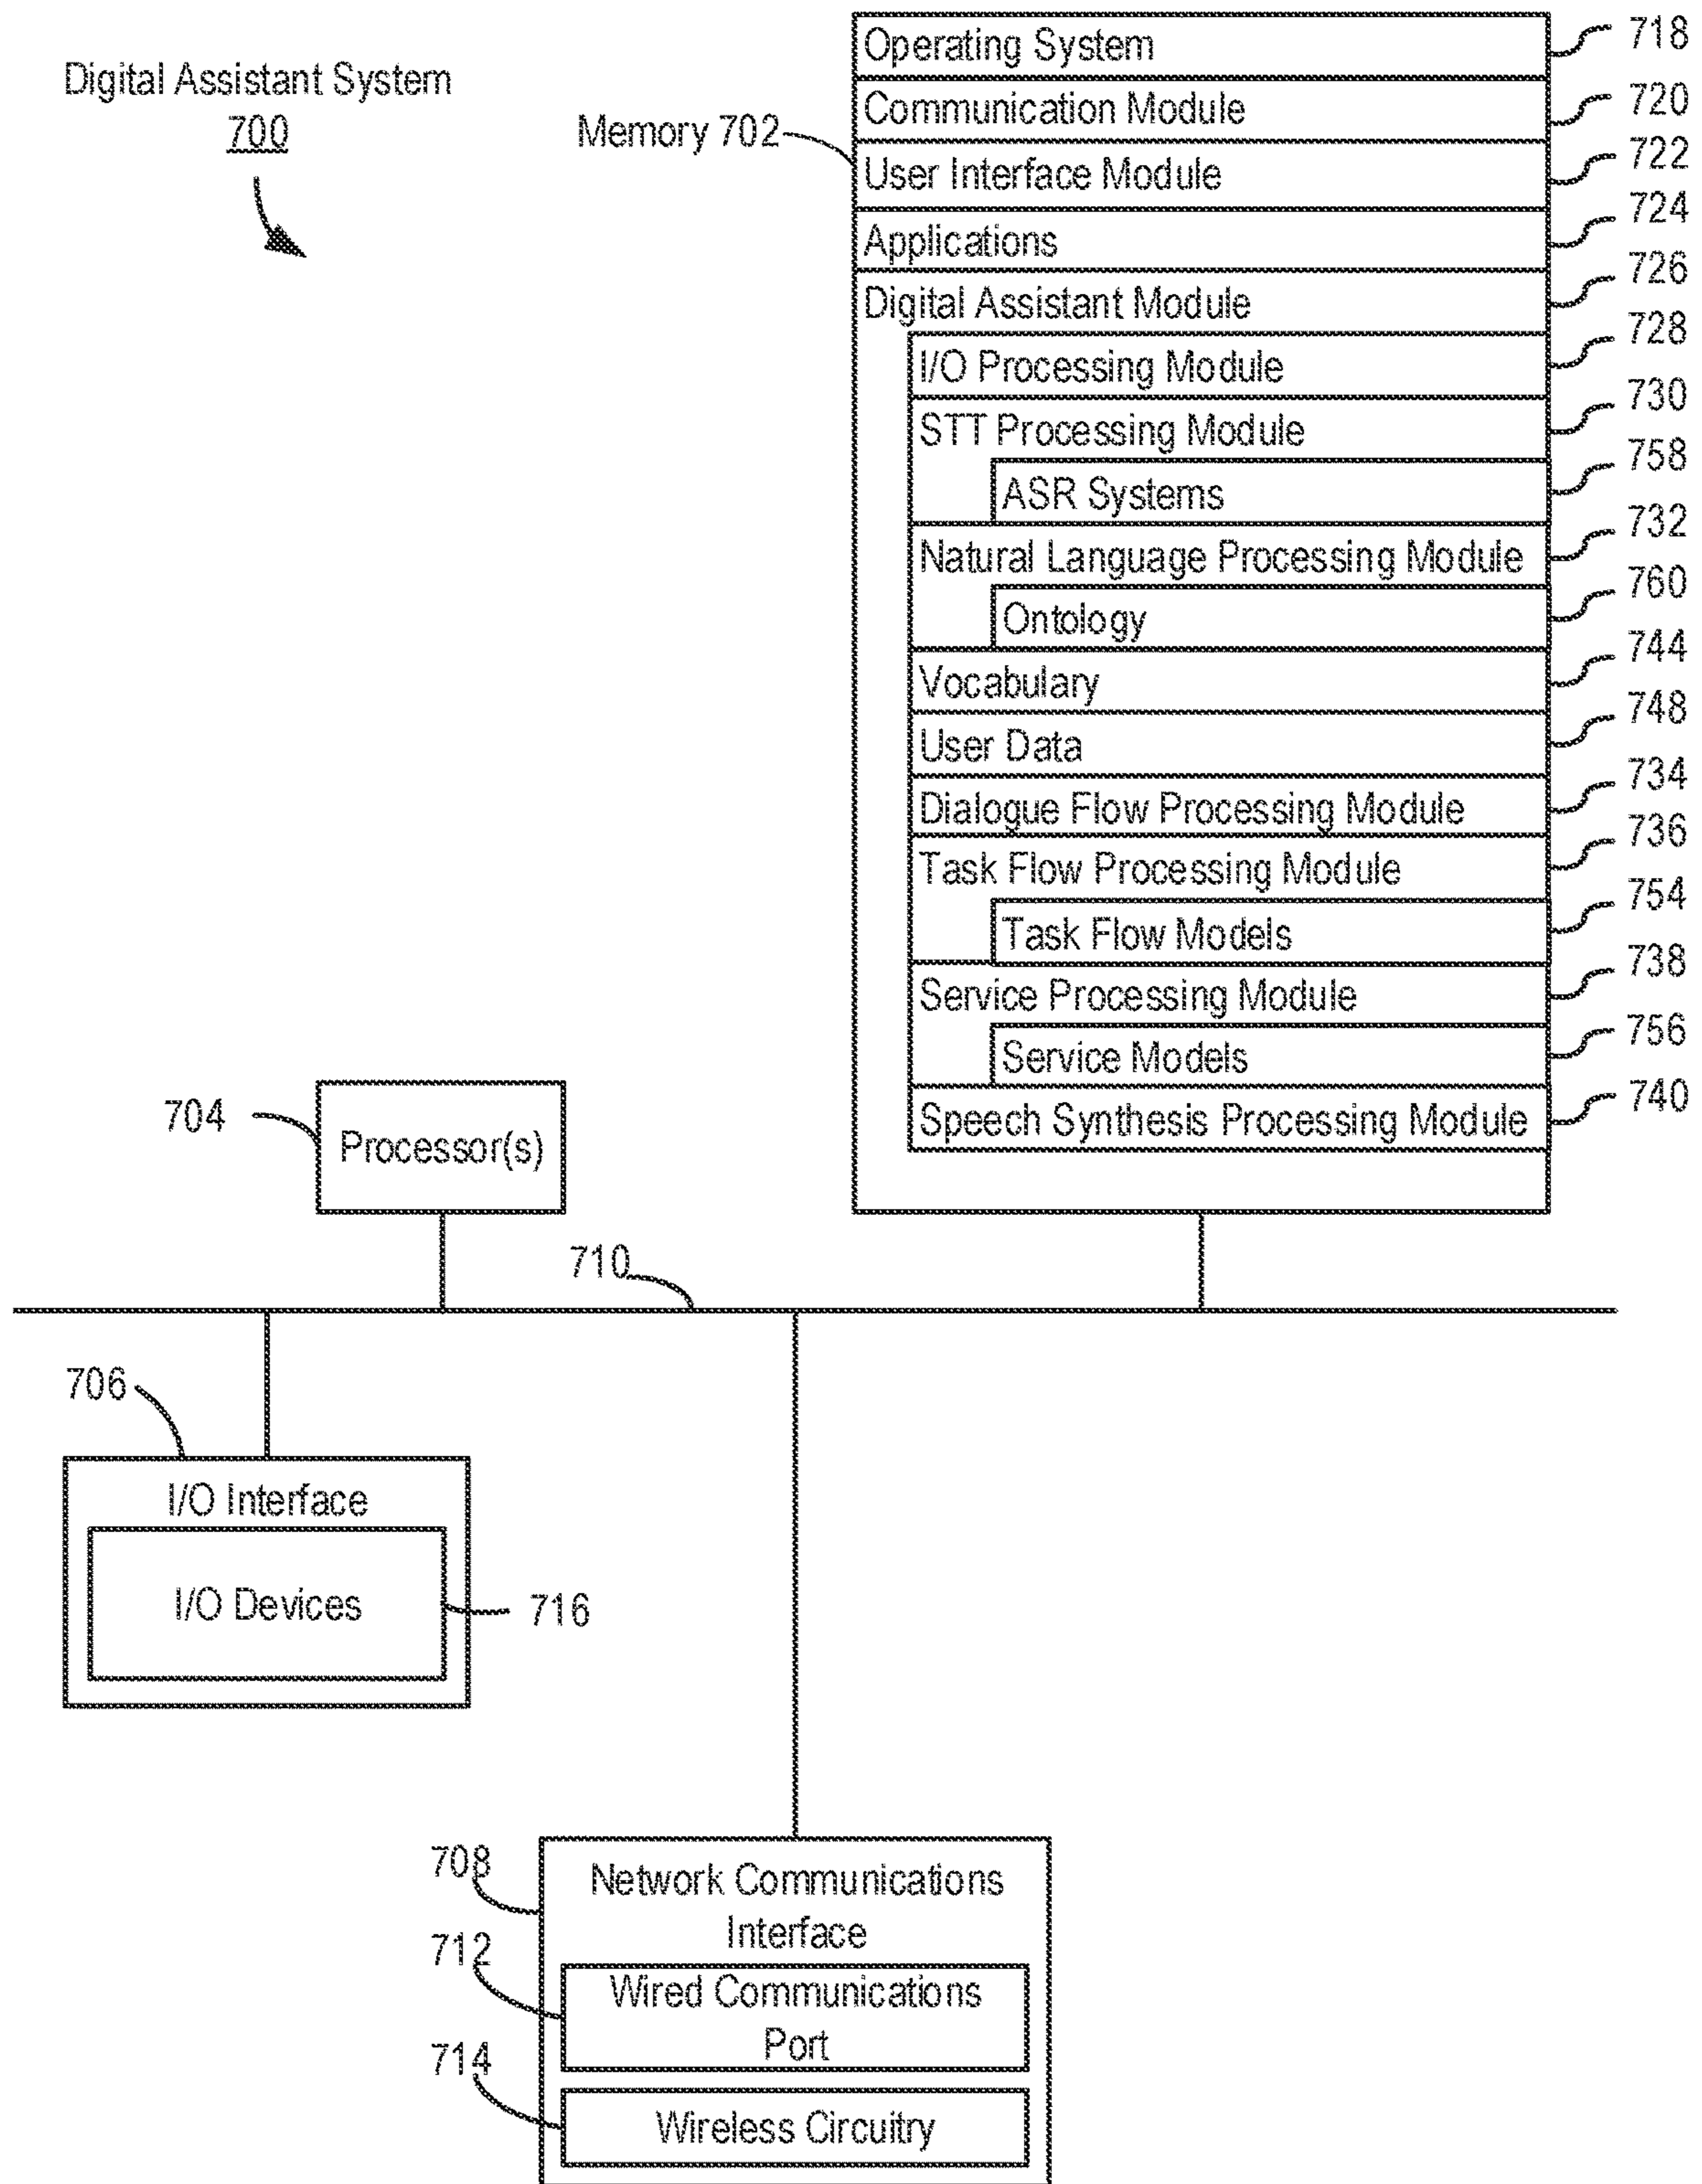 Digital Assistant System
700
Memory 702
Operating System 718
Communication Module 720
User Interface Module 722
Applications 724
Digital Assistant Module 726
I/O Processing Module 728
STT Processing Module 730
ASR Systems 758
Natural Language Processing Module 732
Ontology 760
Vocabulary 744
User Data 748
Dialogue Flow Processing Module 734
Task Flow Processing Module 736
Task Flow Models 754
Service Processing Module 738
Service Models 756
Speech Synthesis Processing Module 740
704
Processor(s)
710
706
I/O Interface
I/O Devices
716
708
Network Communications
Interface
712
Wired Communications
Port
714
Wireless Circuitry